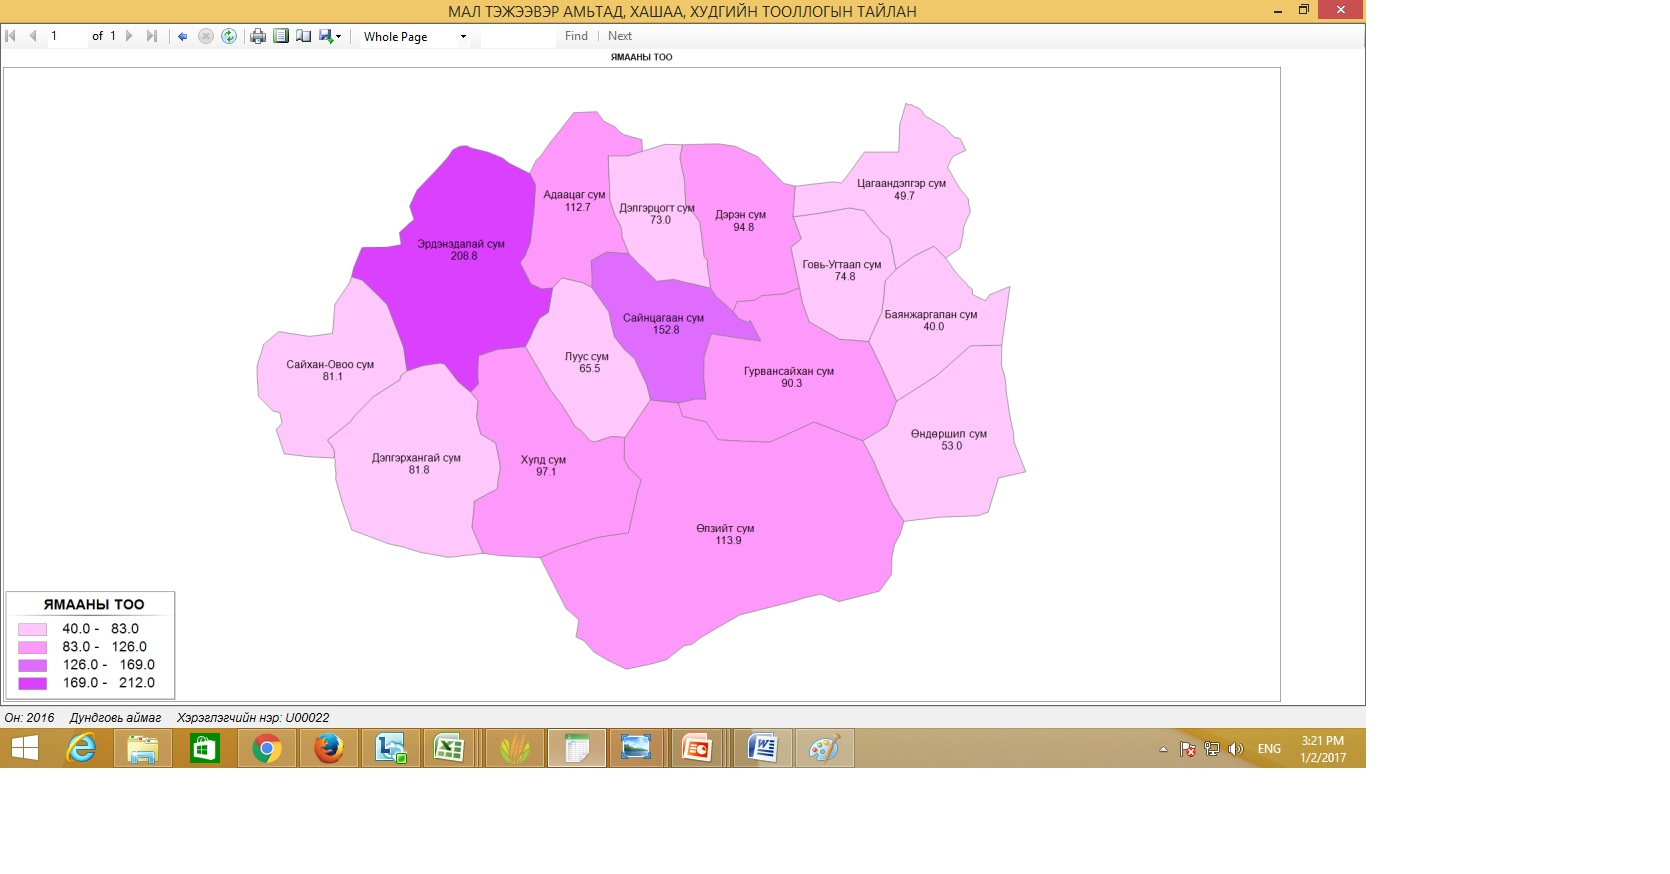 МАЛ ТЭЖЭЭВЭР АМЬТАД, ХАШАА, ХУДГИЙН ТООЛЛОГЫН ТАЙЛАН
1 of 1 Whole Page Find | Next
ЯМААНЫ ТОО
Цагаандэлгэр сум
49.7
Адаацаг сум
112.7
Дэлгэрцогт сум
73.0
Дэрэн сум
94.8
Эрдэнэдалай сум
208.8
Говь-Угтаал сум
74.8
Сайнцагаан сум
152.8
Баянжаргалан сум
40.0
Луус сум
65.5
Сайхан-Овоо сум
81.1
Гурвансайхан сум
90.3
Өндөршил сум
53.0
Дэлгэрхангай сум
81.8
Хулд сум
97.1
Өлзийт сум
113.9
ЯМААНЫ ТОО
40.0 - 83.0
83.0 - 126.0
126.0 - 169.0
169.0 - 212.0
Он: 2016 Дундговь аймаг Хэрэглэгчийн нэр: U00022
ENG
3:21 PM
1/2/2017